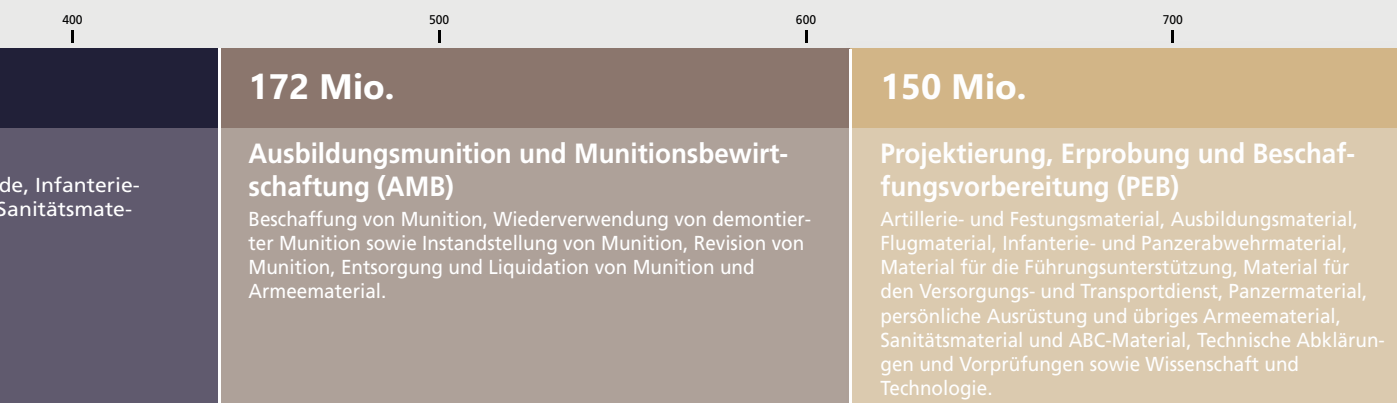 400 500 600 700
172 Mio.
150 Mio.
de, Infanterie-
Sanitätsmate-
Ausbildungsmunition und Munitionsbewirt-
schaftung (AMB)
Beschaffung von Munition, Wiederverwendung von demontier-
ter Munition sowie Instandstellung von Munition, Revision von
Munition, Entsorgung und Liquidation von Munition und
Armeematerial.
Projektierung, Erprobung und Beschaf-
fungsvorbereitung (PEB)
Artillerie- und Festungsmaterial, Ausbildungsmaterial,
Flugmaterial, Infanterie- und Panzerabwehrmaterial,
Material für die Führungsunterstützung, Material für
den Versorgungs- und Transportdienst, Panzermaterial,
persönliche Ausrüstung und übriges Armeematerial,
Sanitätsmaterial und ABC-Material, Technische Abklärun-
gen und Vorprüfungen sowie Wissenschaft und
Technologie.